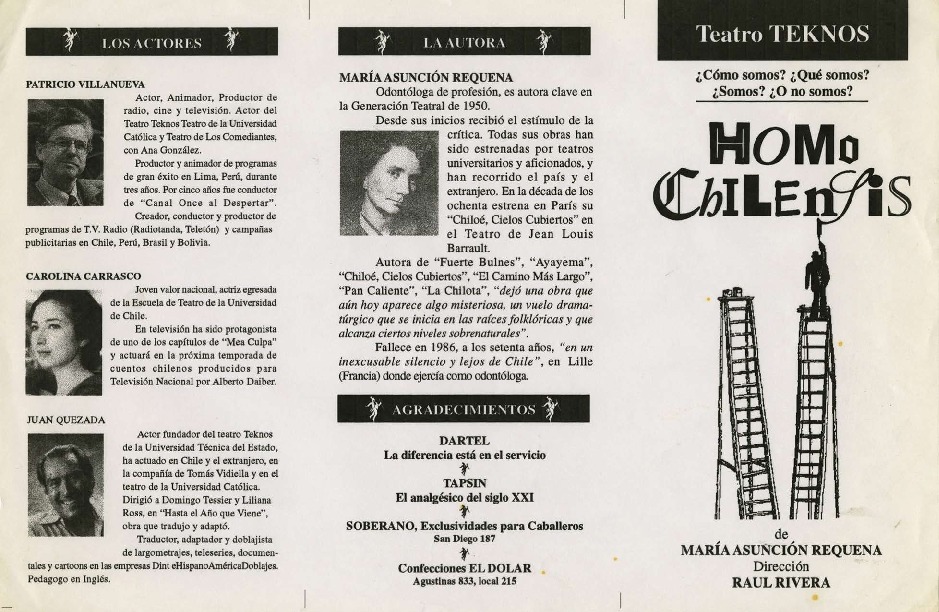 LOS ACTORES
PATRICIO VILLANUEVA
Actor, Animador, Productor de
radio, cine y televisión. Actor del
Teatro Teknos Teatro de la Universidad
Católica y Teatro de Los Comediantes,
con Ana González.
Productor y animador de programas
de gran éxito en Lima, Perú, durante
tres años. Por cinco años fue conductor
de “Canal Once al Despertar”.
Creador, conductor y productor de
programas de T.V. Radio (Radiotanda, Teletón) y campañas
publicitarias en Chile, Perú, Brasil y Bolivia.
CAROLINA CARRASCO
Joven valor nacional, actriz egresada
de la Escuela de Teatro de la Universidad
de Chile.
En televisión ha sido protagonista
de uno de los capítulos de “Mea Culpa”
y actuará en la próxima temporada de
cuentos chilenos producidos para
Televisión Nacional por Alberto Daiber.
JUAN QUEZADA
Actor fundador del teatro Teknos
de la Universidad Técnica del Estado,
ha actuado en Chile y el extranjero, en
la compañía de Tomás Vidiella y en el
teatro de la Universidad Católica.
Dirigió a Domingo Tessier y Liliana
Ross, en “Hasta el Año que Viene”,
obra que tradujo y adaptó.
Traductor, adaptador y doblajista
de largometrajes, teleseries, documen-
tales y cartoons en las empresas Dint eHispanoAméricaDoblajes.
Pedagogo en Inglés.
LA AUTORA
MARÍA ASUNCIÓN REQUENA
Odontóloga de profesión, es autora clave en
la Generación Teatral de 1950.
Desde sus inicios recibió el estímulo de la
crítica. Todas sus obras han
sido estrenadas por teatros
universitarios y aficionados, y
han recorrido el país y el
extranjero. En la década de los
ochenta estrena en París su
“Chiloé, Cielos Cubiertos” en
el Teatro de Jean Louis
Barrault.
Autora de “Fuerte Bulnes”, “Ayayema”,
“Chiloé, Cielos Cubiertos”, “El Camino Más Largo”,
“Pan Caliente”, “La Chilota”, “dejó una obra que
aún hoy aparece algo misteriosa, un vuelo drama-
túrgico que se inicia en las raíces folklóricas y que
alcanza ciertos niveles sobrenaturales”.
Fallece en 1986, a los setenta años, “en un
inexcusable silencio y lejos de Chile”, en Lille
(Francia) donde ejercía como odontóloga.
AGRADECIMIENTOS
DARTEL
La diferencia está en el servicio
TAPSIN
El analgésico del siglo XXI
SOBERANO, Exclusividades para Caballeros
San Diego 187
Confecciones EL DOLAR
Agustinas 833, local 215
Teatro TEKNOS
¿Cómo somos? ¿Qué somos?
¿Somos? ¿O no somos?
HOMO
CHILENSIS
de
MARÍA ASUNCIÓN REQUENA
Dirección
RAUL RIVERA